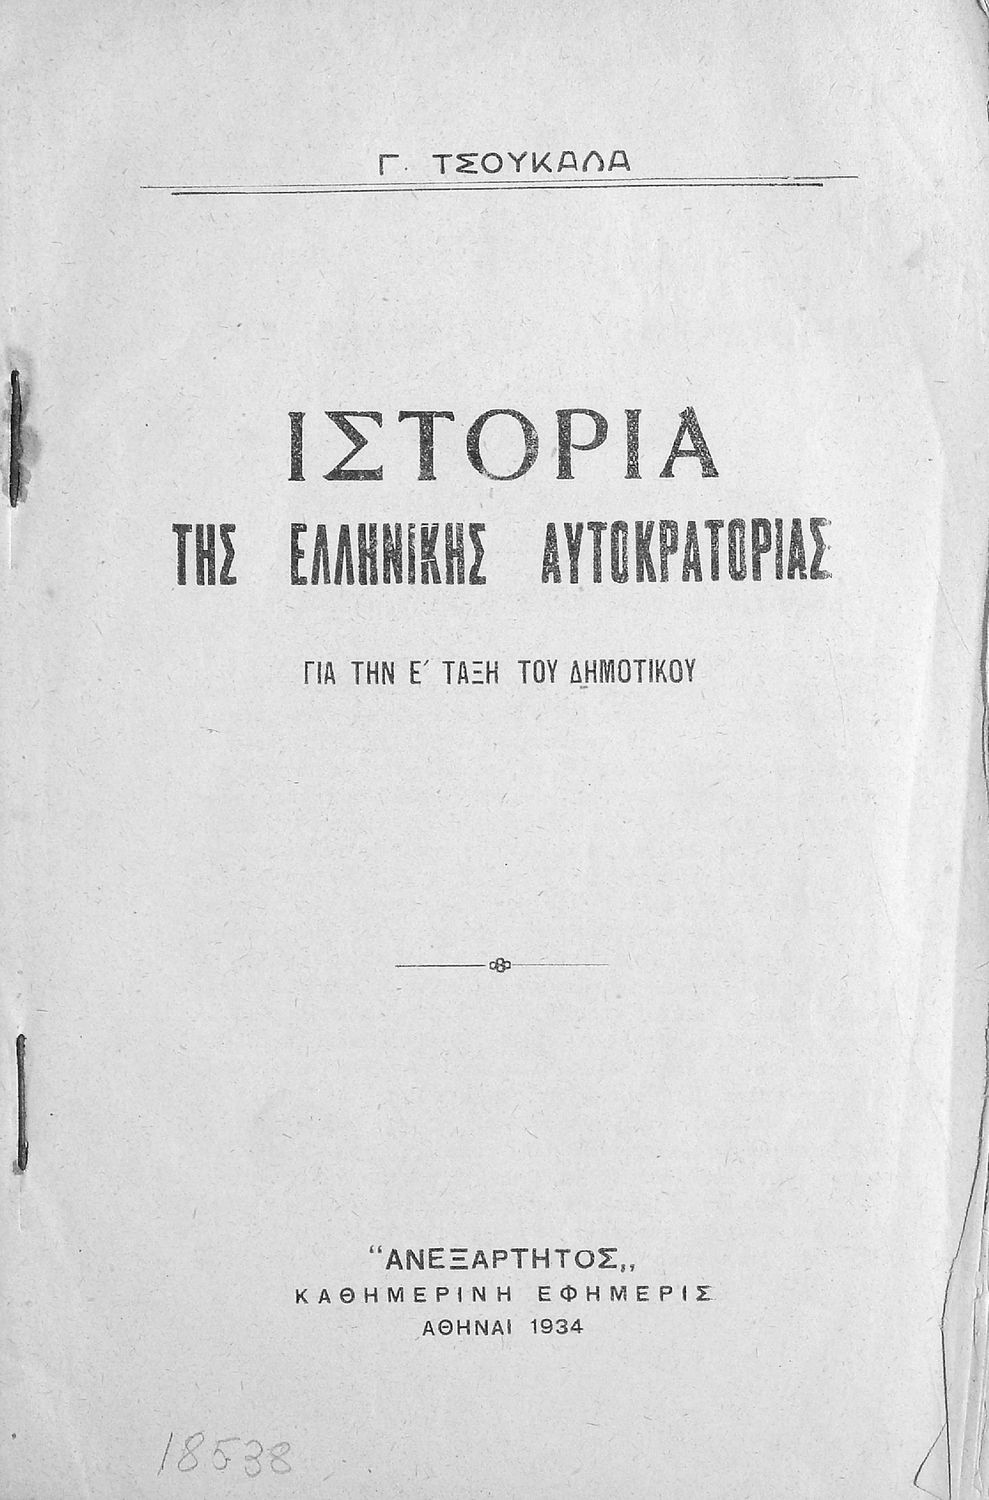 Γ. ΤΣΟΥΚΑΛΑ
ΙΣΤΟΡΙΑ
ΤΗΣ ΕΛΛΗΝΙΚΗΣ ΑΥΤΟΚΡΑΤΟΡΙΑΣ
ΓΙΑ ΤΗΝ Ε΄ ΤΑΞΗ ΤΟΥ ΔΗΜΟΤΙΚΟΥ
“ΑΝΕΞΑΡΤΗΤΟΣ„
ΚΑΘΗΜΕΡΙΝΗ ΕΦΗΜΕΡΙΣ
ΑΘΗΝΑΙ 1934
18538